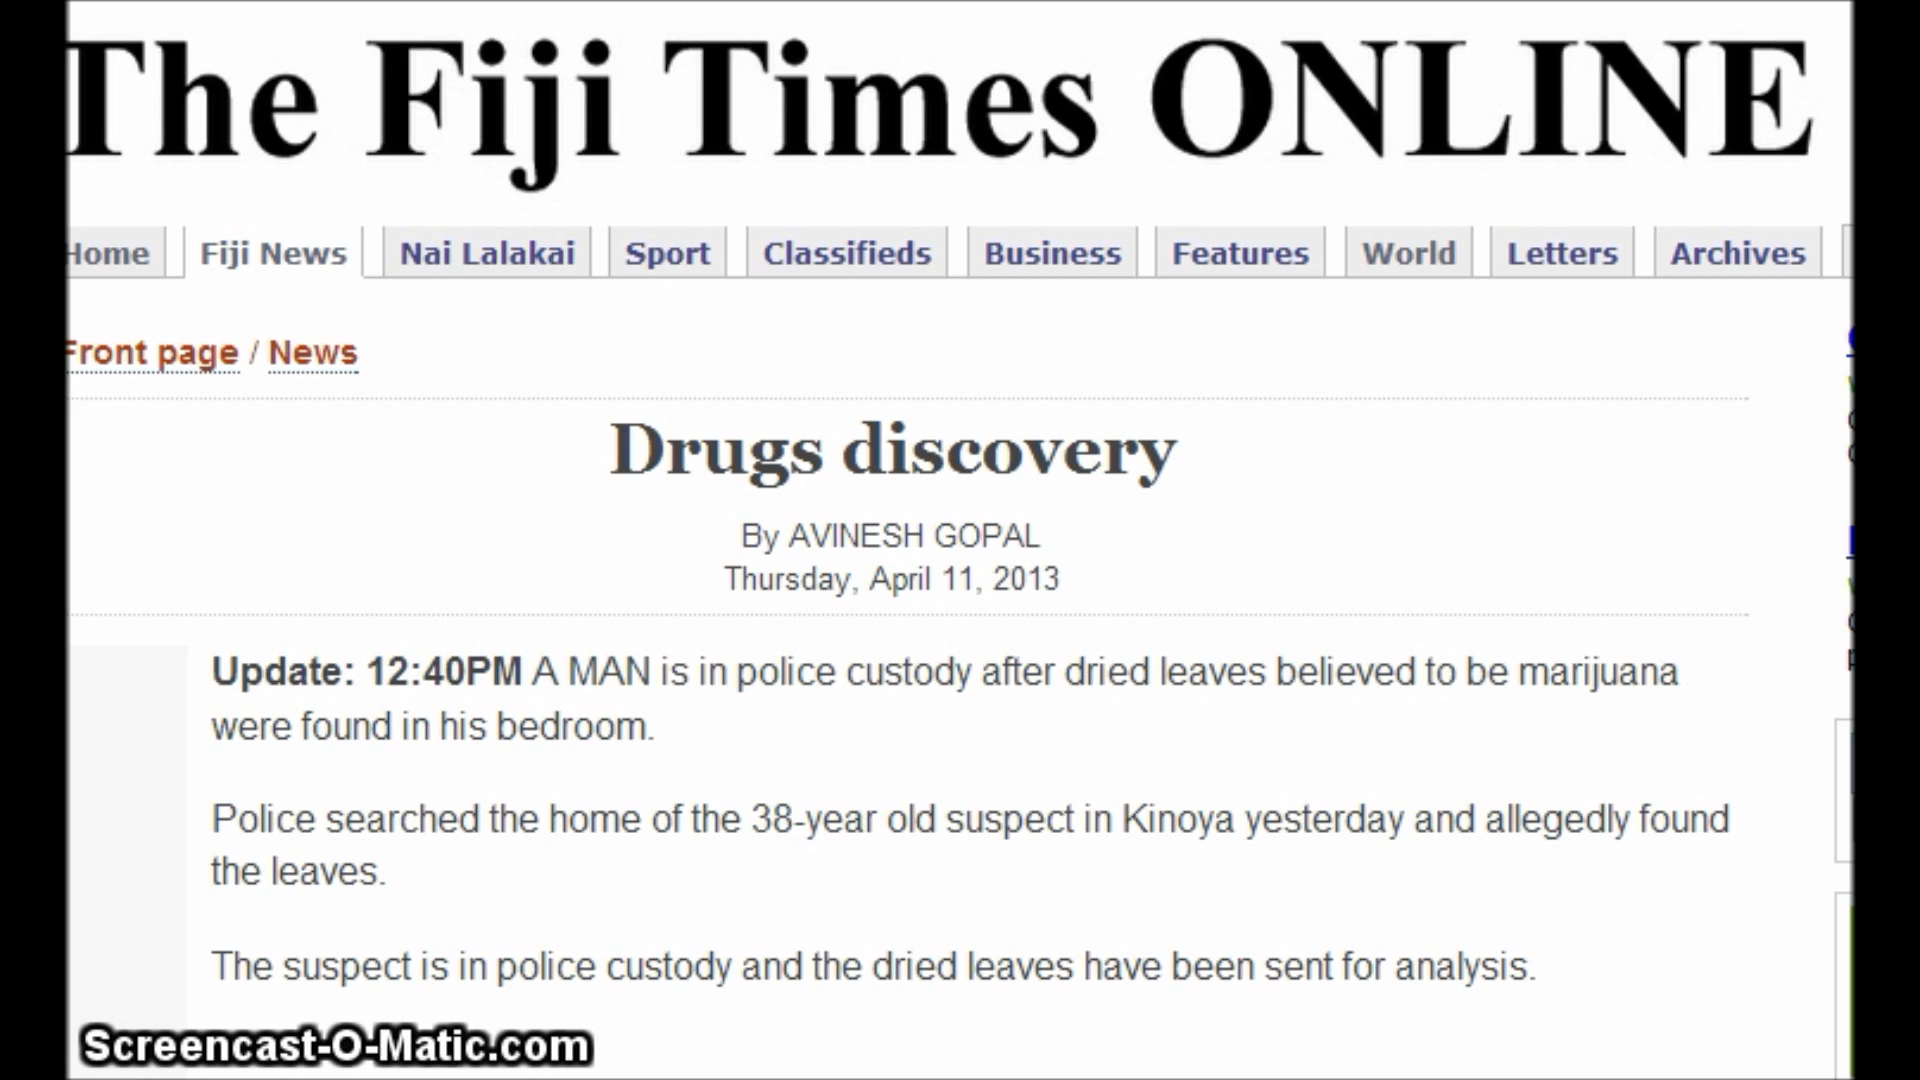 The Fiji Times ONLINE
Home Fiji News Nai Lalakai Sport Classifieds Business Features World Letters Archives
Front page / News
Drugs discovery
By AVINESH GOPAL
Thursday, April 11, 2013
Update: 12:40PM A MAN is in police custody after dried leaves believed to be marijuana
were found in his bedroom.
Police searched the home of the 38-year old suspect in Kinoya yesterday and allegedly found
the leaves.
The suspect is in police custody and the dried leaves have been sent for analysis.
Screencast-O-Matic.com